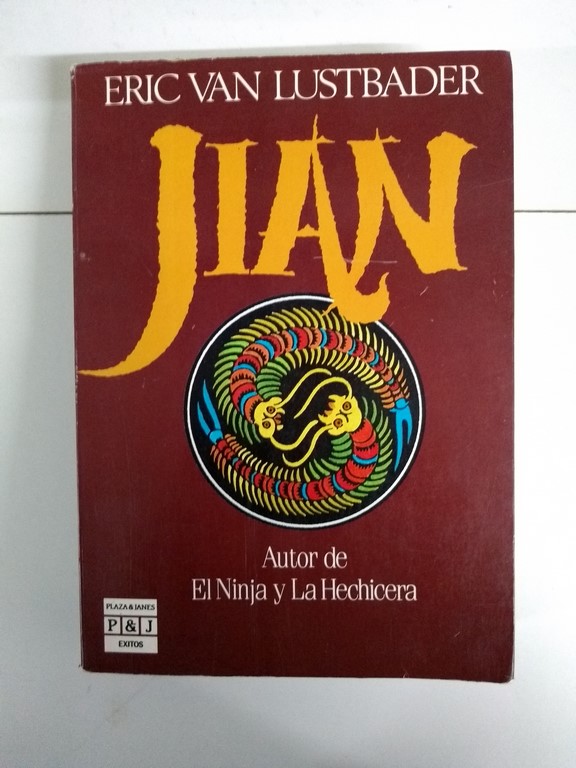 ERIC VAN LUSTBADER
JIAN
Autor de
El Ninja y La Hechicera
PLAZA & JANES
P & J
EXITOS